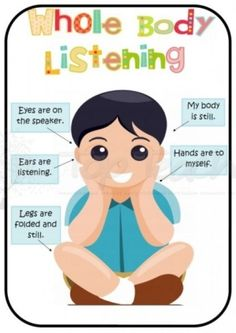 Whole Body
Listening
Eyes are on
the speaker.
My body
is still.
Ears are
listening.
Hands are to
myself.
Legs are
folded and
still.